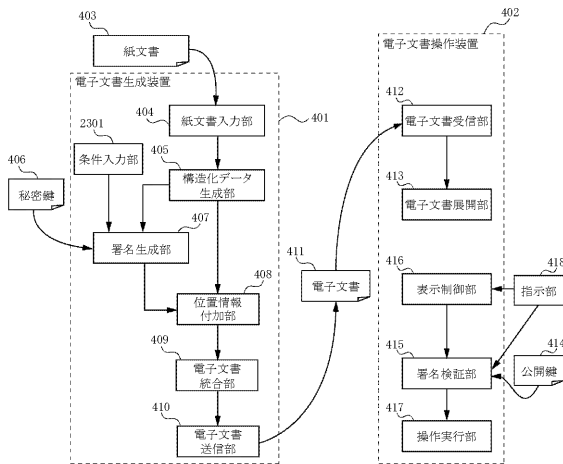 403
紙文書
402
電子文書操作装置
電子文書生成装置
401
404
紙文書入力部
412
電子文書受信部
2301
条件入力部
405
構造化データ
生成部
406
秘密鍵
413
電子文書展開部
407
署名生成部
411
電子文書
416
表示制御部
418
指示部
408
位置情報
付加部
414
公開鍵
409
電子文書
統合部
415
署名検証部
410
電子文書
送信部
417
操作実行部